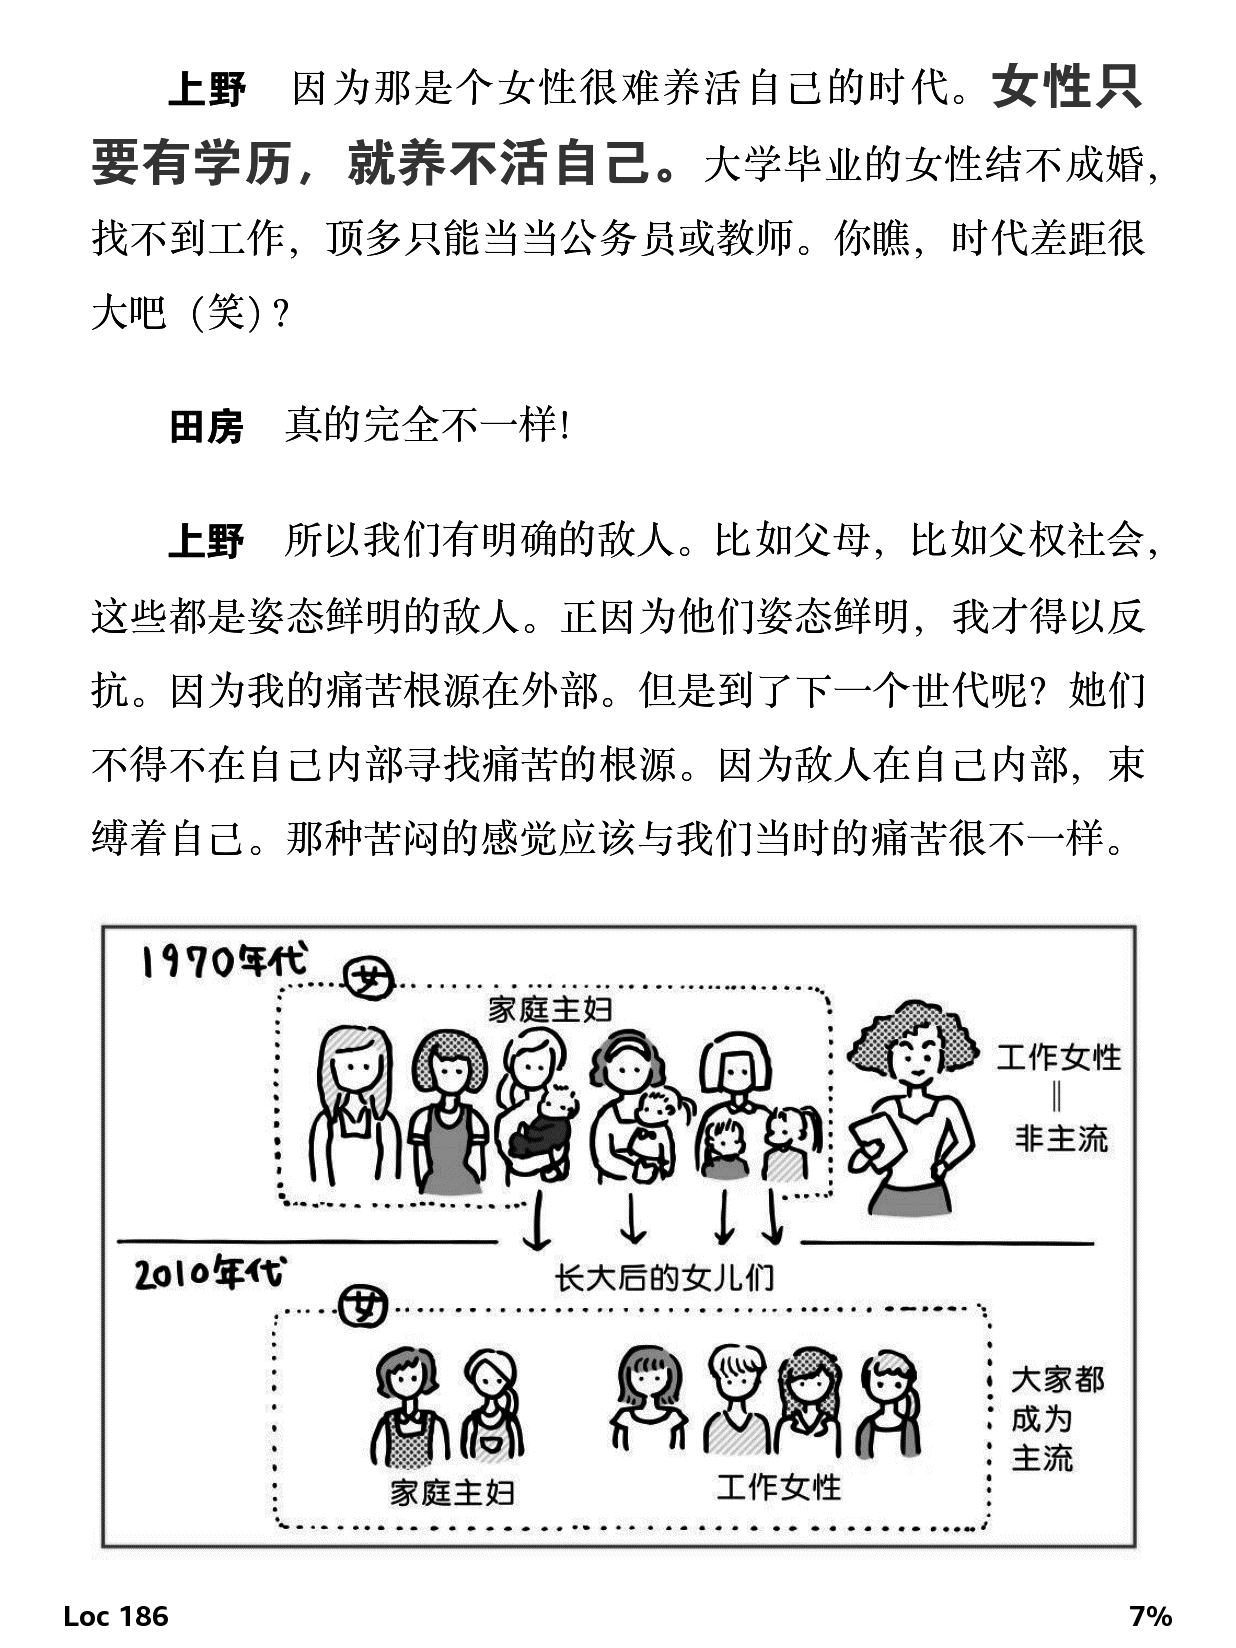 上野 因为那是个女性很难养活自己的时代。女性只
要有学历，就养不活自己。大学毕业的女性结不成婚，
找不到工作，顶多只能当当公务员或教师。你瞧，时代差距很
大吧（笑）？
田房 真的完全不一样！
上野 所以我们有明确的敌人。比如父母，比如父权社会，
这些都是姿态鲜明的敌人。正因为他们姿态鲜明，我才得以反
抗。因为我的痛苦根源在外部。但是到了下一个世代呢？她们
不得不在自己内部寻找痛苦的根源。因为敌人在自己内部，束
缚着自己。那种苦闷的感觉应该与我们当时的痛苦很不一样。
1970年代
女
家庭主妇
工作女性
||
非主流
2010年代
长大后的女儿们
女
家庭主妇
工作女性
大家都
成为
主流
Loc 186
7%